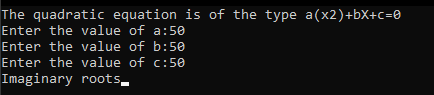 The quadratic equation is of the type a(x2)+bX+c=0
Enter the value of a:50
Enter the value of b:50
Enter the value of c:50
Imaginary roots